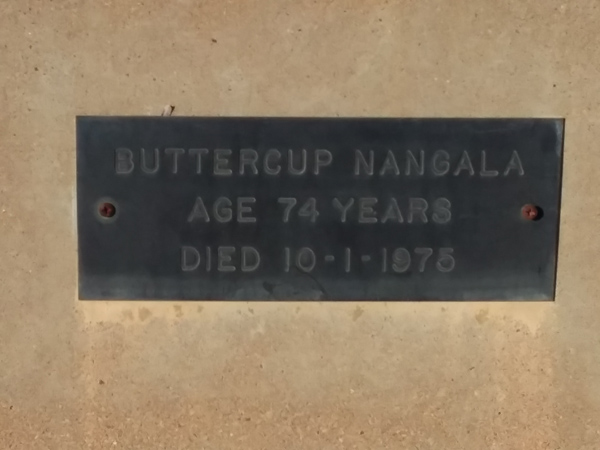 BUTTERCUP NANGALA
AGE 74 YEARS
DIED 10-1-1975